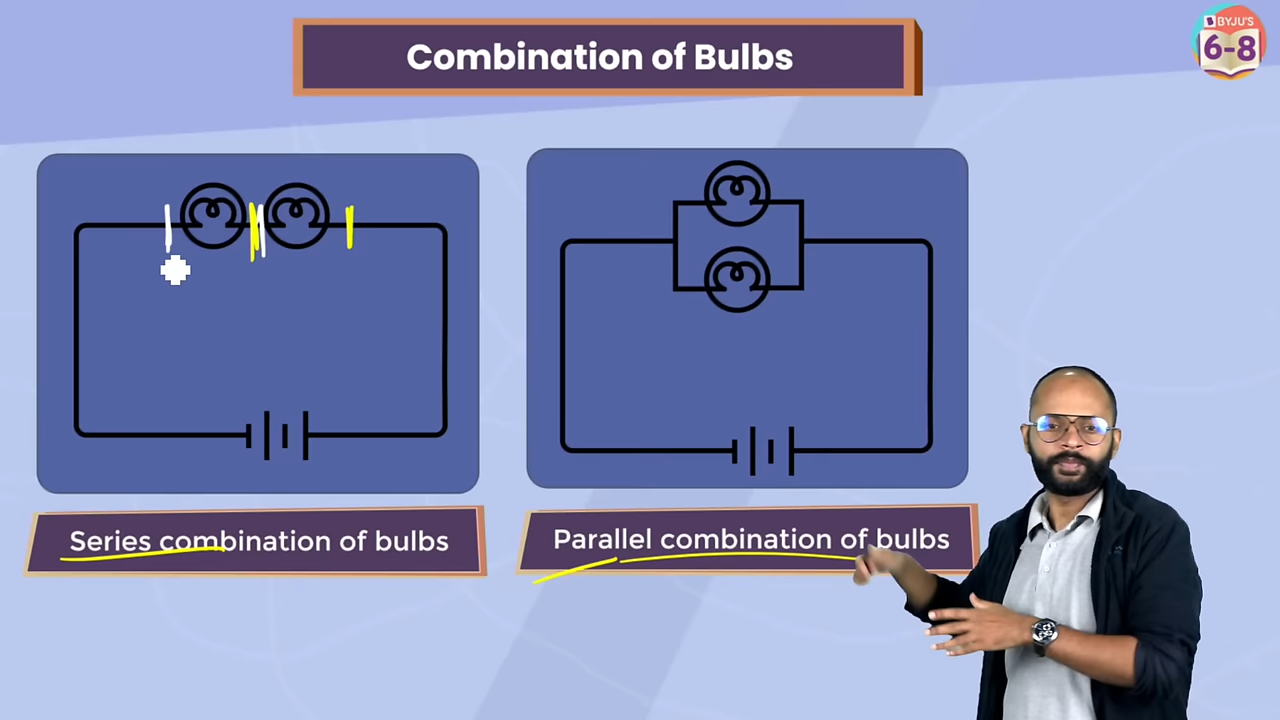 Combination of Bulbs
BYJU'S
6-8
Series combination of bulbs
Parallel combination of bulbs